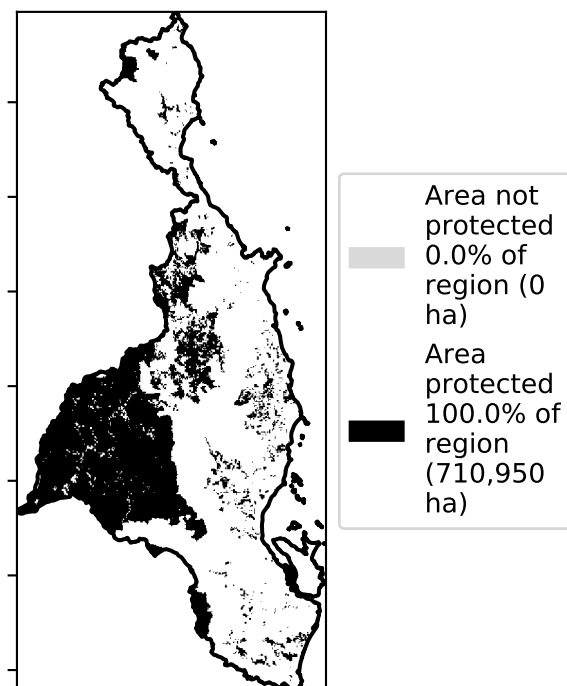 Area not
protected
0.0% of
region (0
ha)
Area
protected
100.0% of
region
(710,950
ha)